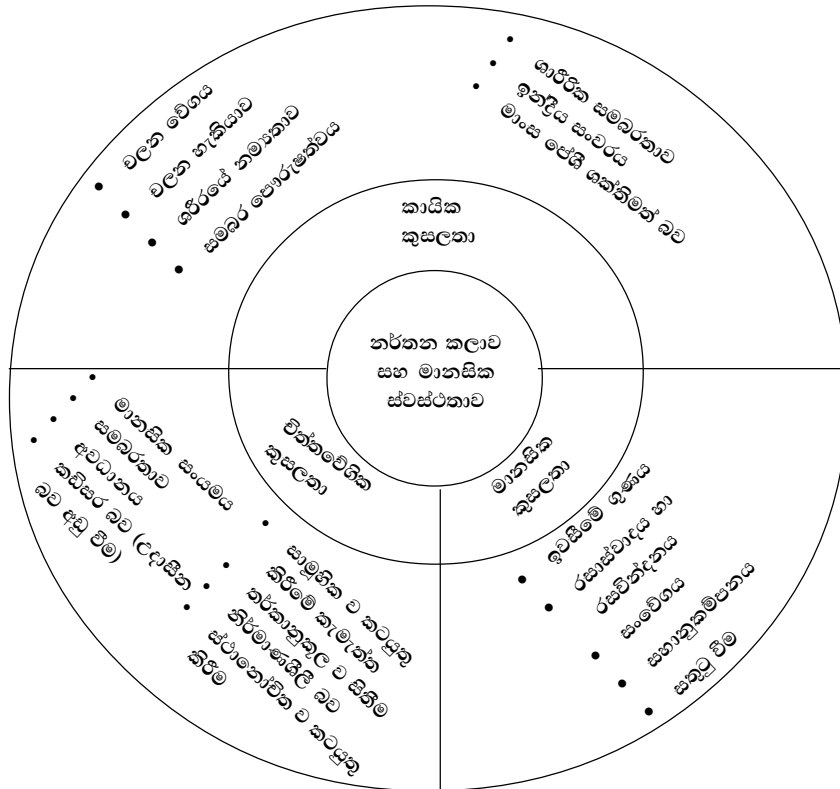 චලන වේගය
චලන හැකියාව
ශරීරයේ නම්‍යතාව
සමබර පෞරුෂත්වය
ශාරීරික සමබරතාව
ඉන්ද්‍රිය සංවරය
මාංස පේශී ශක්තිමත් බව
කායික
කුසලතා
නර්තන කලාව
සහ මානසික
ස්වස්ථතාව
චිත්තවේගික
කුසලතා
මානසික
කුසලතා
මානසික සංයමය
සමබරතාව
අවධානය
කඩිසර බව (උදාසීන
බව අඩු වීම)
සාමූහික ව කටයුතු
කිරීමේ කැමැත්ත
තර්කානුකූල ව සිතීම
නිර්මාණශීලී බව
ස්ථානෝචිත ව කටයුතු
කිරීම
ඉවසීමේ ගුණය
රසාස්වාදය හා
රසවින්දනය
සංවේගය
සහානුකම්පනය
සතුටු වීම